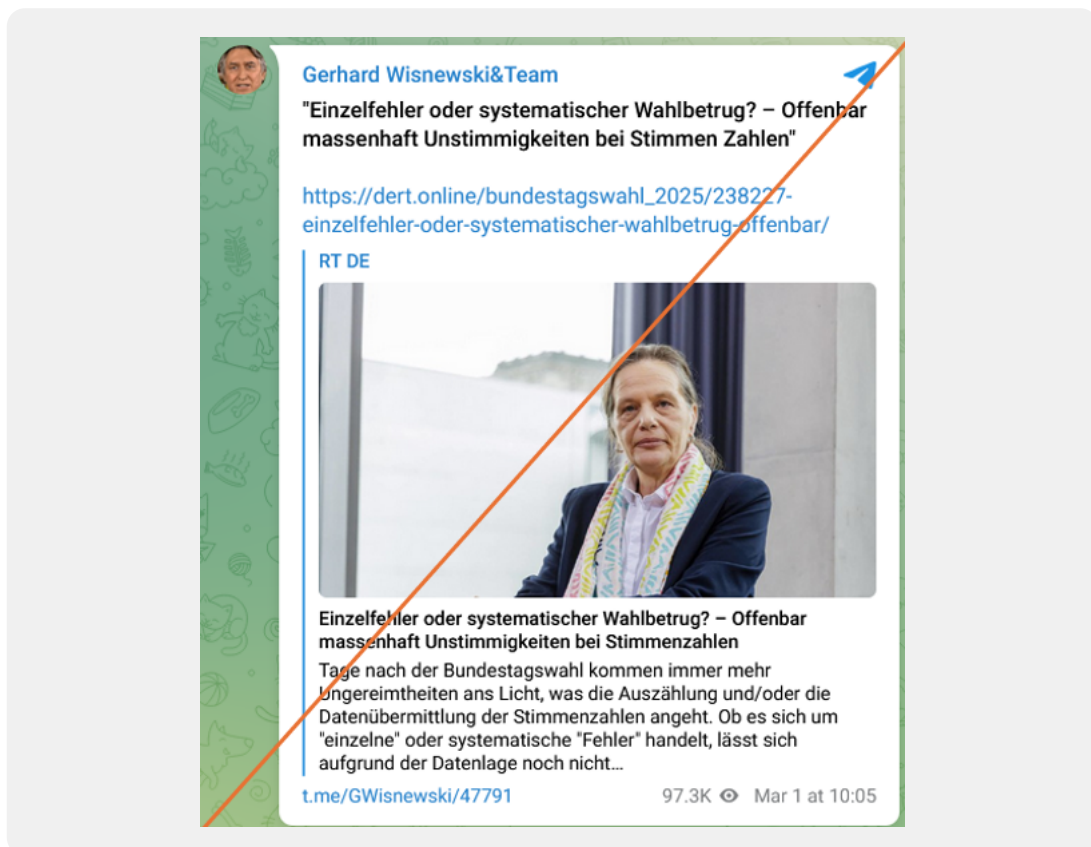 Gerhard Wisnewski&Team
"Einzelfehler oder systematischer Wahlbetrug? – Offenbar
massenhaft Unstimmigkeiten bei Stimmen Zahlen"
https://dert.online/bundestagswahl_2025/238227-
einzelfehler-oder-systematischer-wahlbetrug-offenbar/
RT DE
Einzelfehler oder systematischer Wahlbetrug? – Offenbar
massenhaft Unstimmigkeiten bei Stimmenzahlen
Tage nach der Bundestagswahl kommen immer mehr
Ungereimtheiten ans Licht, was die Auszählung und/oder die
Datenübermittlung der Stimmenzahlen angeht. Ob es sich um
"einzelne" oder systematische "Fehler" handelt, lässt sich
aufgrund der Datenlage noch nicht...
t.me/GWisnewski/47791 97.3K Mar 1 at 10:05